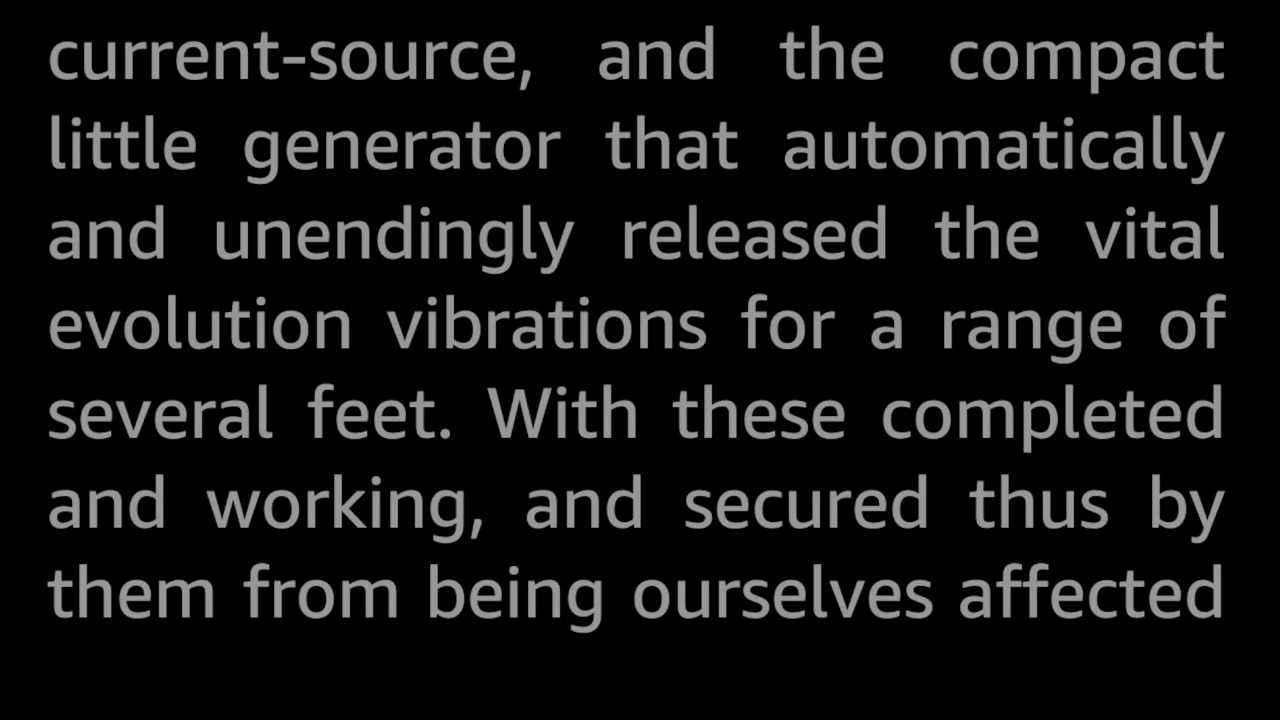 current-source, and the compact
little generator that automatically
and unendingly released the vital
evolution vibrations for a range of
several feet. With these completed
and working, and secured thus by
them from being ourselves affected